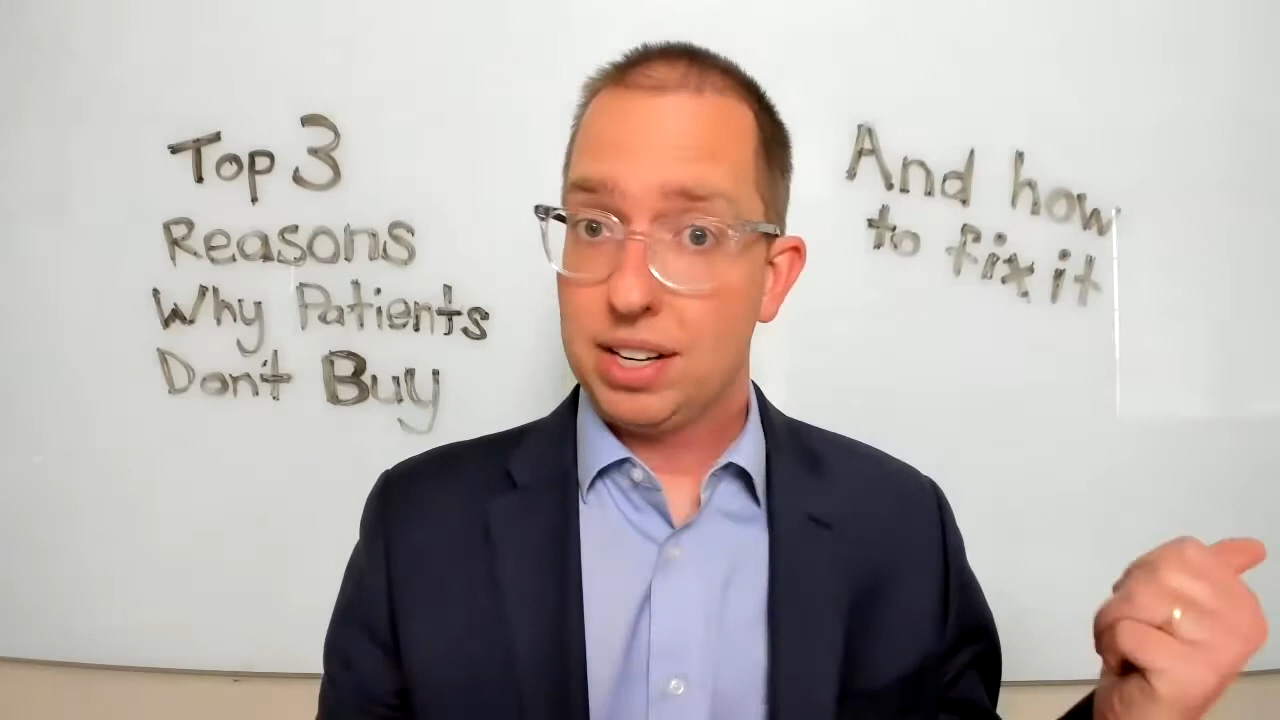 Top 3
Reasons
Why Patients
Don't Buy
And how
to fix it